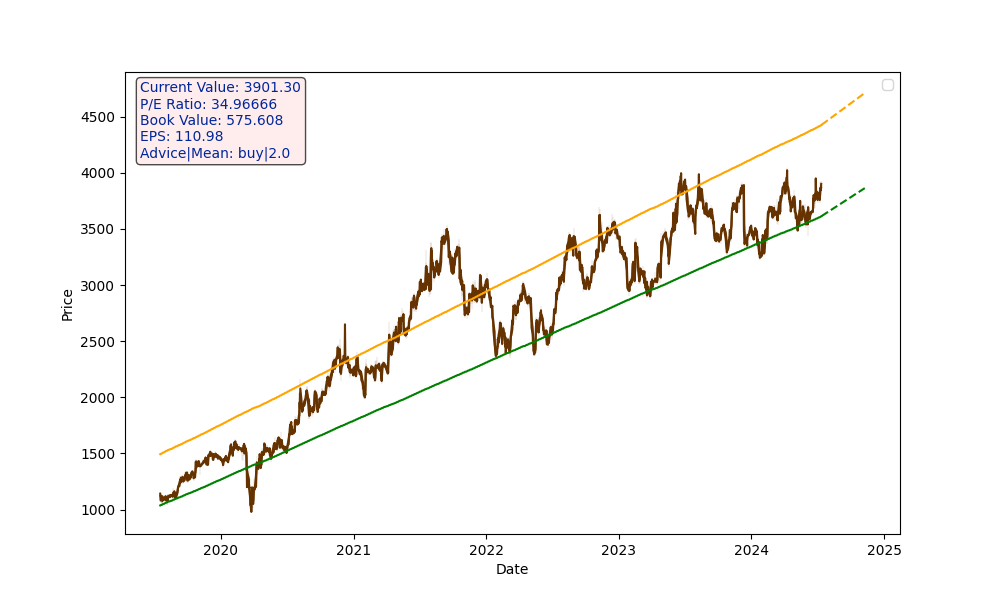 Current Value: 3901.30
P/E Ratio: 34.96666
Book Value: 575.608
EPS: 110.98
Advice|Mean: buy|2.0
4500
4000
3500
3000
2500
2000
1500
1000
Price
2020 2021 2022 2023 2024 2025
Date